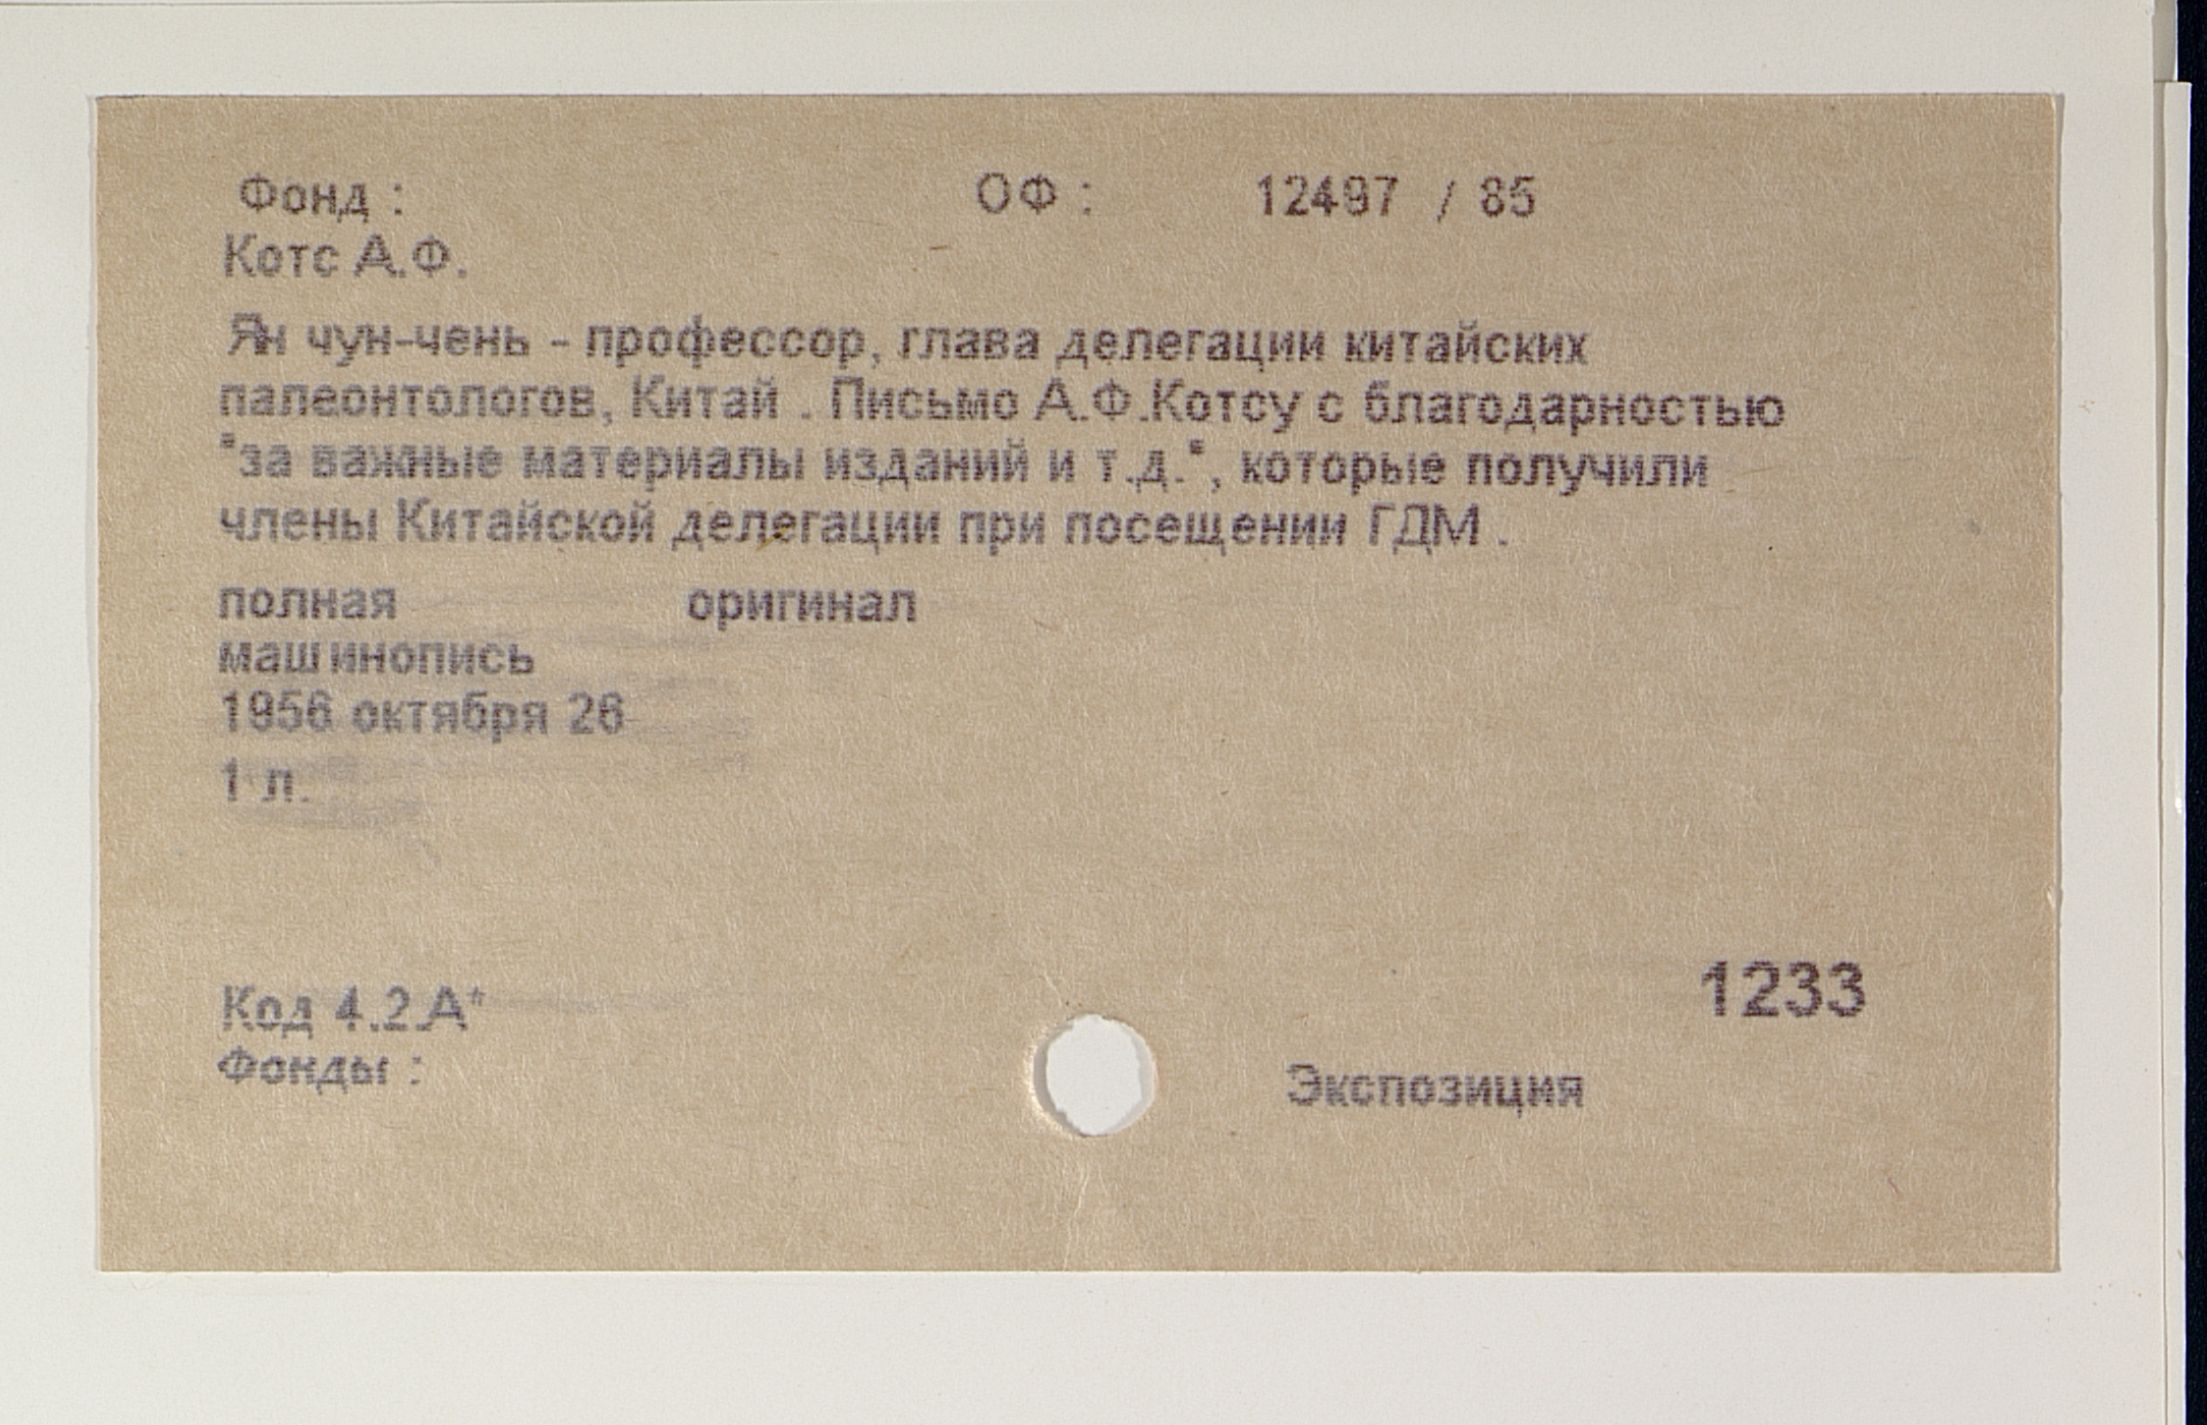 Фонд : ОФ : 12497 / 85
Котс А.Ф.
Ян чун-чень - профессор, глава делегации китайских
палеонтологов, Китай . Письмо А.Ф.Котсу с благодарностью
"за важные материалы изданий и т.д.", которые получили
члены Китайской делегации при посещении ГДМ .
полная оригинал
машинопись
1956 октября 26
1 л.
1233
Код 4.2.А*
Фонды : Экспозиция